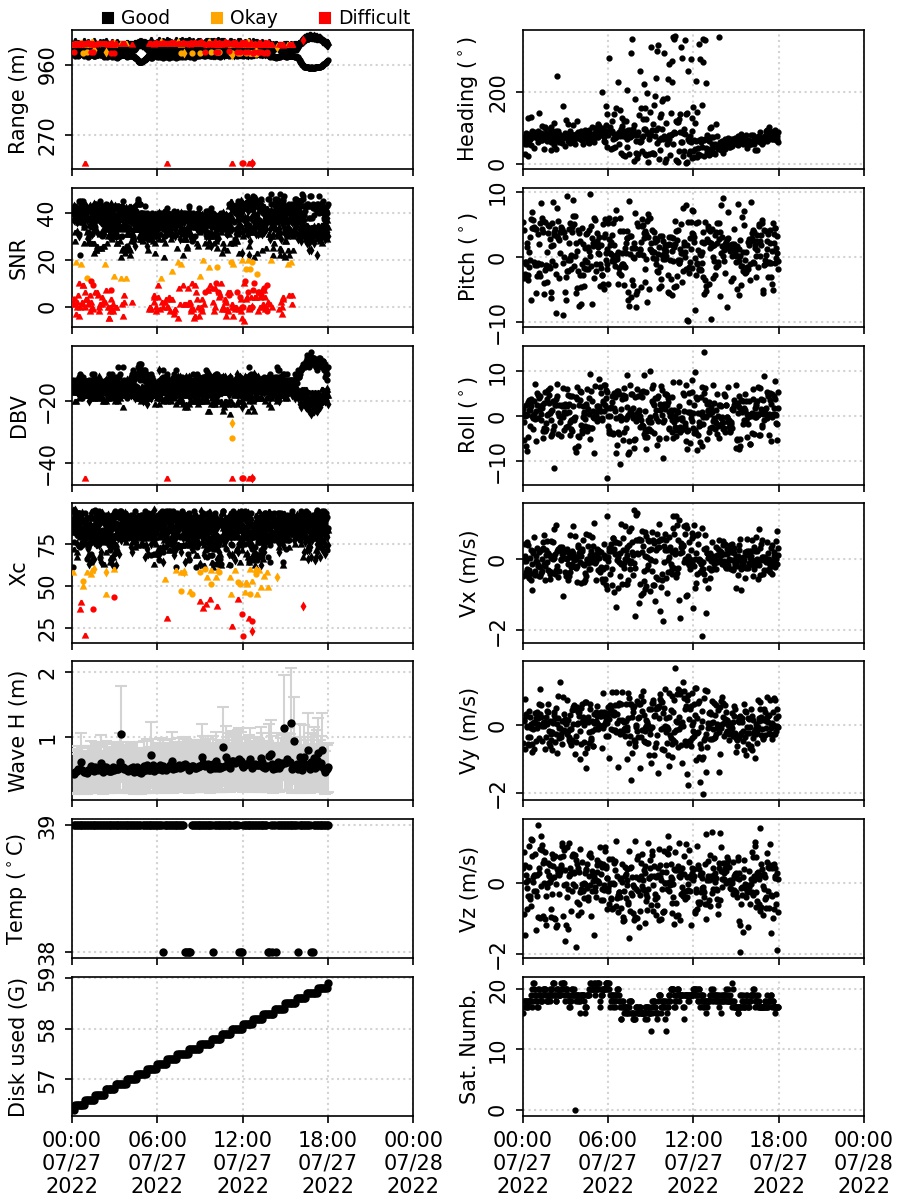 Good Okay Difficult
Range (m)
960
270
Heading (°)
200
0
SNR
40
20
0
Pitch (°)
10
0
−10
DBV
−20
−40
Roll (°)
10
0
−10
Xc
75
50
25
Vx (m/s)
0
−2
Wave H (m)
2
1
Vy (m/s)
0
−2
Temp (°C)
39
38
Vz (m/s)
0
−2
Disk used (G)
59
58
57
Sat. Numb.
20
10
0
00:00 06:00 12:00 18:00 00:00
07/27 07/27 07/27 07/27 07/28
2022 2022 2022 2022 2022
00:00 06:00 12:00 18:00 00:00
07/27 07/27 07/27 07/27 07/28
2022 2022 2022 2022 2022